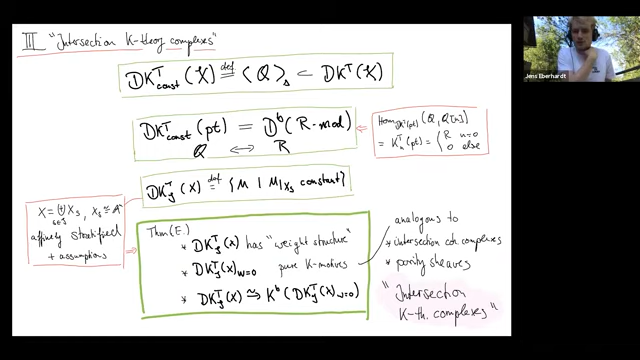 III "Intersection K-theory complexes"
DK^T_const (X) def= ⟨Q⟩_Δ ⊂ DK^T(X)
DK^T_const (pt) = D^b(R-mod)
Q ↔ R
Hom_DK^T(pt) (Q, Q[n])
= K^T_n(pt) = { R n=0
0 else
DK^T_S (X) def= {M | M|_{X_s} constant}
X = ⨄_{s∈S} X_s, X_s ≅ A^n
affinely stratified
+ assumptions
Thm (E.)
* DK^T_S (X) has "weight structure"
* DK^T_S (X)_{w=0} pure K-motives
* DK^T_S (X) ≃ K^b (DK^T_S (X)_{w=0})
analogous to
* intersection coh. complexes
* parity sheaves
"Intersection
K-th. complexes"
Jens Eberhardt